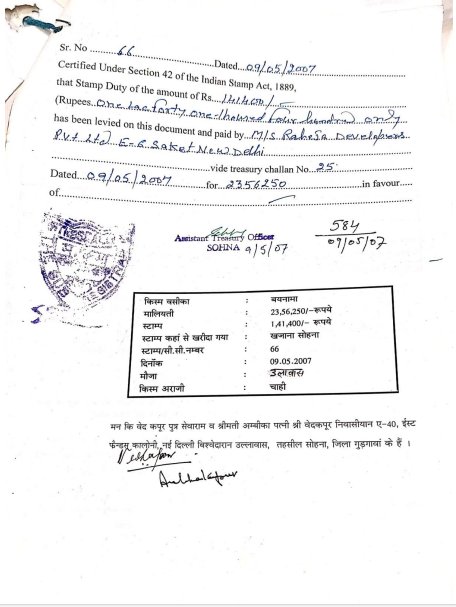 Sr. No ......66......Dated...09/05/2007
Certified Under Section 42 of the Indian Stamp Act, 1889,
that Stamp Duty of the amount of Rs....141400/-
(Rupees...One Lac forty one thousand four hundred only
has been levied on this document and paid by...M/S Raheja Developers
Pvt Ltd E-6 Saket New Delhi
......vide treasury challan No...25
Dated...09/05/2007......for...2356250......in favour.....
of......
584
09/05/07
Assistant Treasury Officer
SOHNA 9/5/07
किस्म वसीका : बयनामा
मालियती : 23,56,250/–रूपये
स्टाम्प : 1,41,400/– रूपये
स्टाम्प कहां से खरीदा गया : खजाना सोहना
स्टाम्प/सी.सी.नम्बर : 66
दिनॉंक : 09.05.2007
मौजा : उलावास
किस्म अराजी : चाही
मन कि वेद कपूर पुत्र सेवाराम व श्रीमती अम्बीका पत्नी श्री वेदकपूर निवासीयान ए–40, ईस्ट
फ्रैन्डस् कालोनी, नई दिल्ली बिश्वेदारान उल्लावास, तहसील सोहना, जिला गुड़गावां के हैं ।